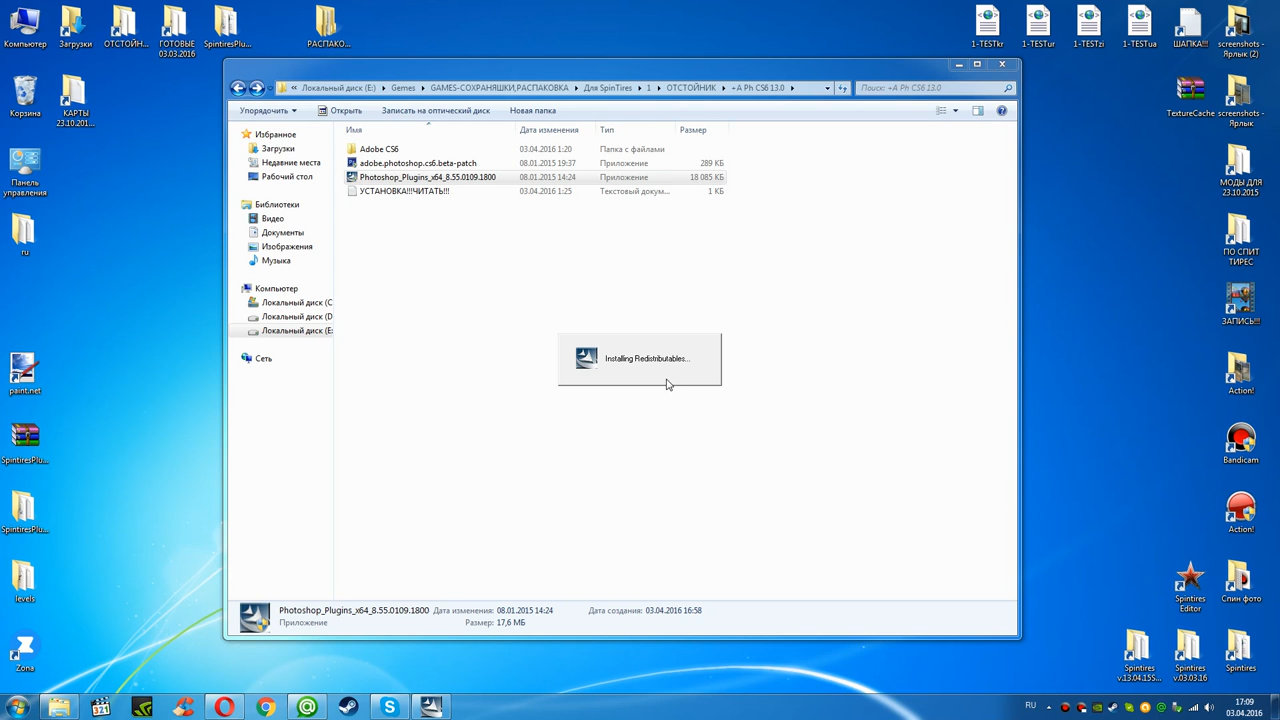 Компьютер
Загрузки
ОТСТОЙН...
ГОТОВЫЕ
03.03.2016
SpintiresPlu...
РАСПАКО...
1-TESTkr
1-TESTur
1-TESTzi
1-TESTua
ШАПКА!!!
screenshots -
Ярлык (2)
Корзина
КАРТЫ
23.10.201...
TextureCache
screenshots -
Ярлык
Панель
управления
МОДЫ ДЛЯ
23.10.2015
ru
ПО СПИТ
ТИРЕС
ЗАПИСЬ!!!
paint.net
Action!
SpintiresPlu...
Bandicam
SpintiresPlu...
Action!
levels
Spintires
Editor
Спин фото
Zona
Spintires
v.13.04.15S...
Spintires
v.03.03.16
Spintires
« Локальный диск (E:) ▸ Gemes ▸ GAMES-СОХРАНЯШКИ,РАСПАКОВКА ▸ Для SpinTires ▸ 1 ▸ ОТСТОЙНИК ▸ +A Ph CS6 13.0 ▸
Поиск: +A Ph CS6 13.0
Упорядочить
Открыть
Записать на оптический диск
Новая папка
Избранное
Загрузки
Недавние места
Рабочий стол
Библиотеки
Видео
Документы
Изображения
Музыка
Компьютер
Локальный диск (C
Локальный диск (D
Локальный диск (E:
Сеть
Имя Дата изменения Тип Размер
Adobe CS6 03.04.2016 1:20 Папка с файлами
adobe.photoshop.cs6.beta-patch 08.01.2015 19:37 Приложение 289 КБ
Photoshop_Plugins_x64_8.55.0109.1800 08.01.2015 14:24 Приложение 18 085 КБ
УСТАНОВКА!!!ЧИТАТЬ!!! 03.04.2016 1:25 Текстовый докум... 1 КБ
Installing Redistributables...
Photoshop_Plugins_x64_8.55.0109.1800 Дата изменения: 08.01.2015 14:24 Дата создания: 03.04.2016 16:58
Приложение Размер: 17,6 МБ
RU
17:09
03.04.2016